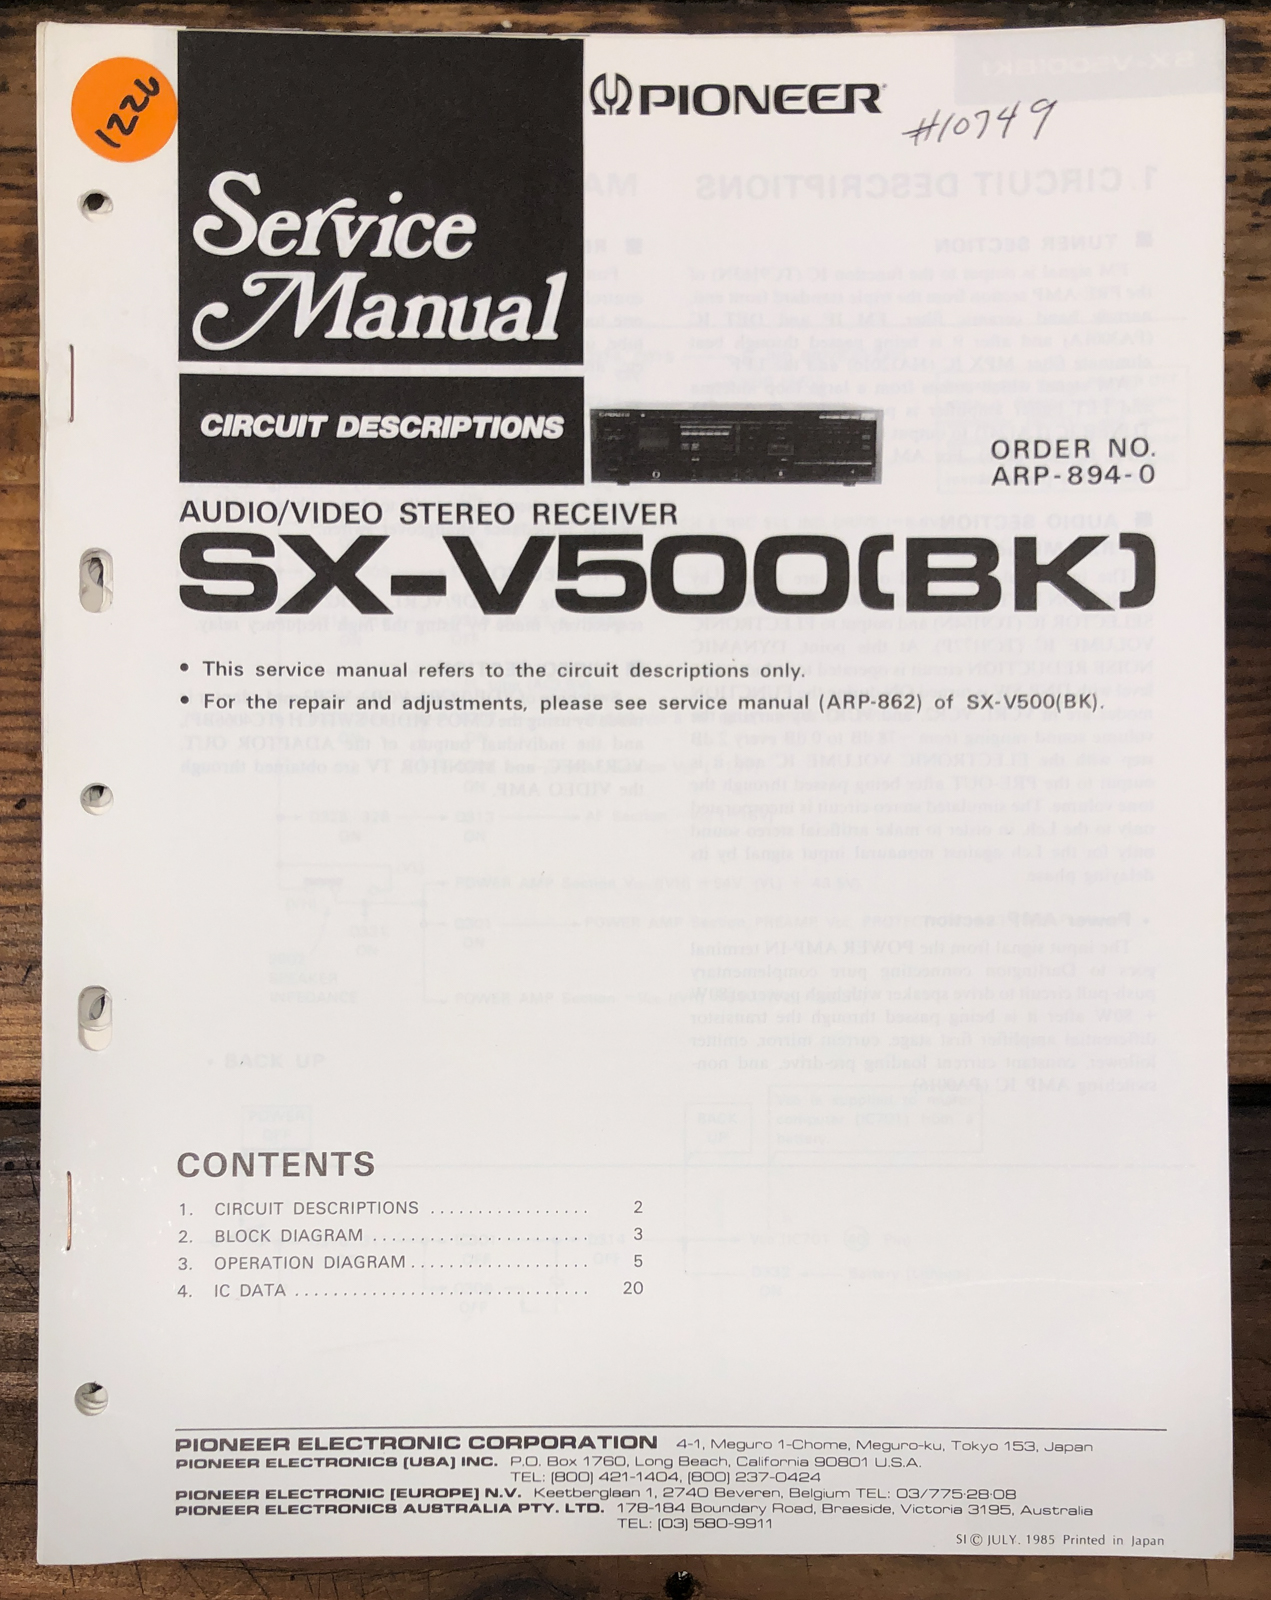 1226
PIONEER
#10749
Service
Manual
CIRCUIT DESCRIPTIONS
ORDER NO.
ARP-894-0
AUDIO/VIDEO STEREO RECEIVER
SX-V500(BK)
• This service manual refers to the circuit descriptions only.
• For the repair and adjustments, please see service manual (ARP-862) of SX-V500(BK).
CONTENTS
1. CIRCUIT DESCRIPTIONS ................. 2
2. BLOCK DIAGRAM ....................... 3
3. OPERATION DIAGRAM ................... 5
4. IC DATA ............................... 20
PIONEER ELECTRONIC CORPORATION 4-1, Meguro 1-Chome, Meguro-ku, Tokyo 153, Japan
PIONEER ELECTRONICS (USA) INC. P.O. Box 1760, Long Beach, California 90801 U.S.A.
TEL: (800) 421-1404, (800) 237-0424
PIONEER ELECTRONIC (EUROPE) N.V. Keetberglaan 1, 2740 Beveren, Belgium TEL: 03/775·28·08
PIONEER ELECTRONICS AUSTRALIA PTY. LTD. 178-184 Boundary Road, Braeside, Victoria 3195, Australia
TEL: (03) 580-9911
SI © JULY. 1985 Printed in Japan